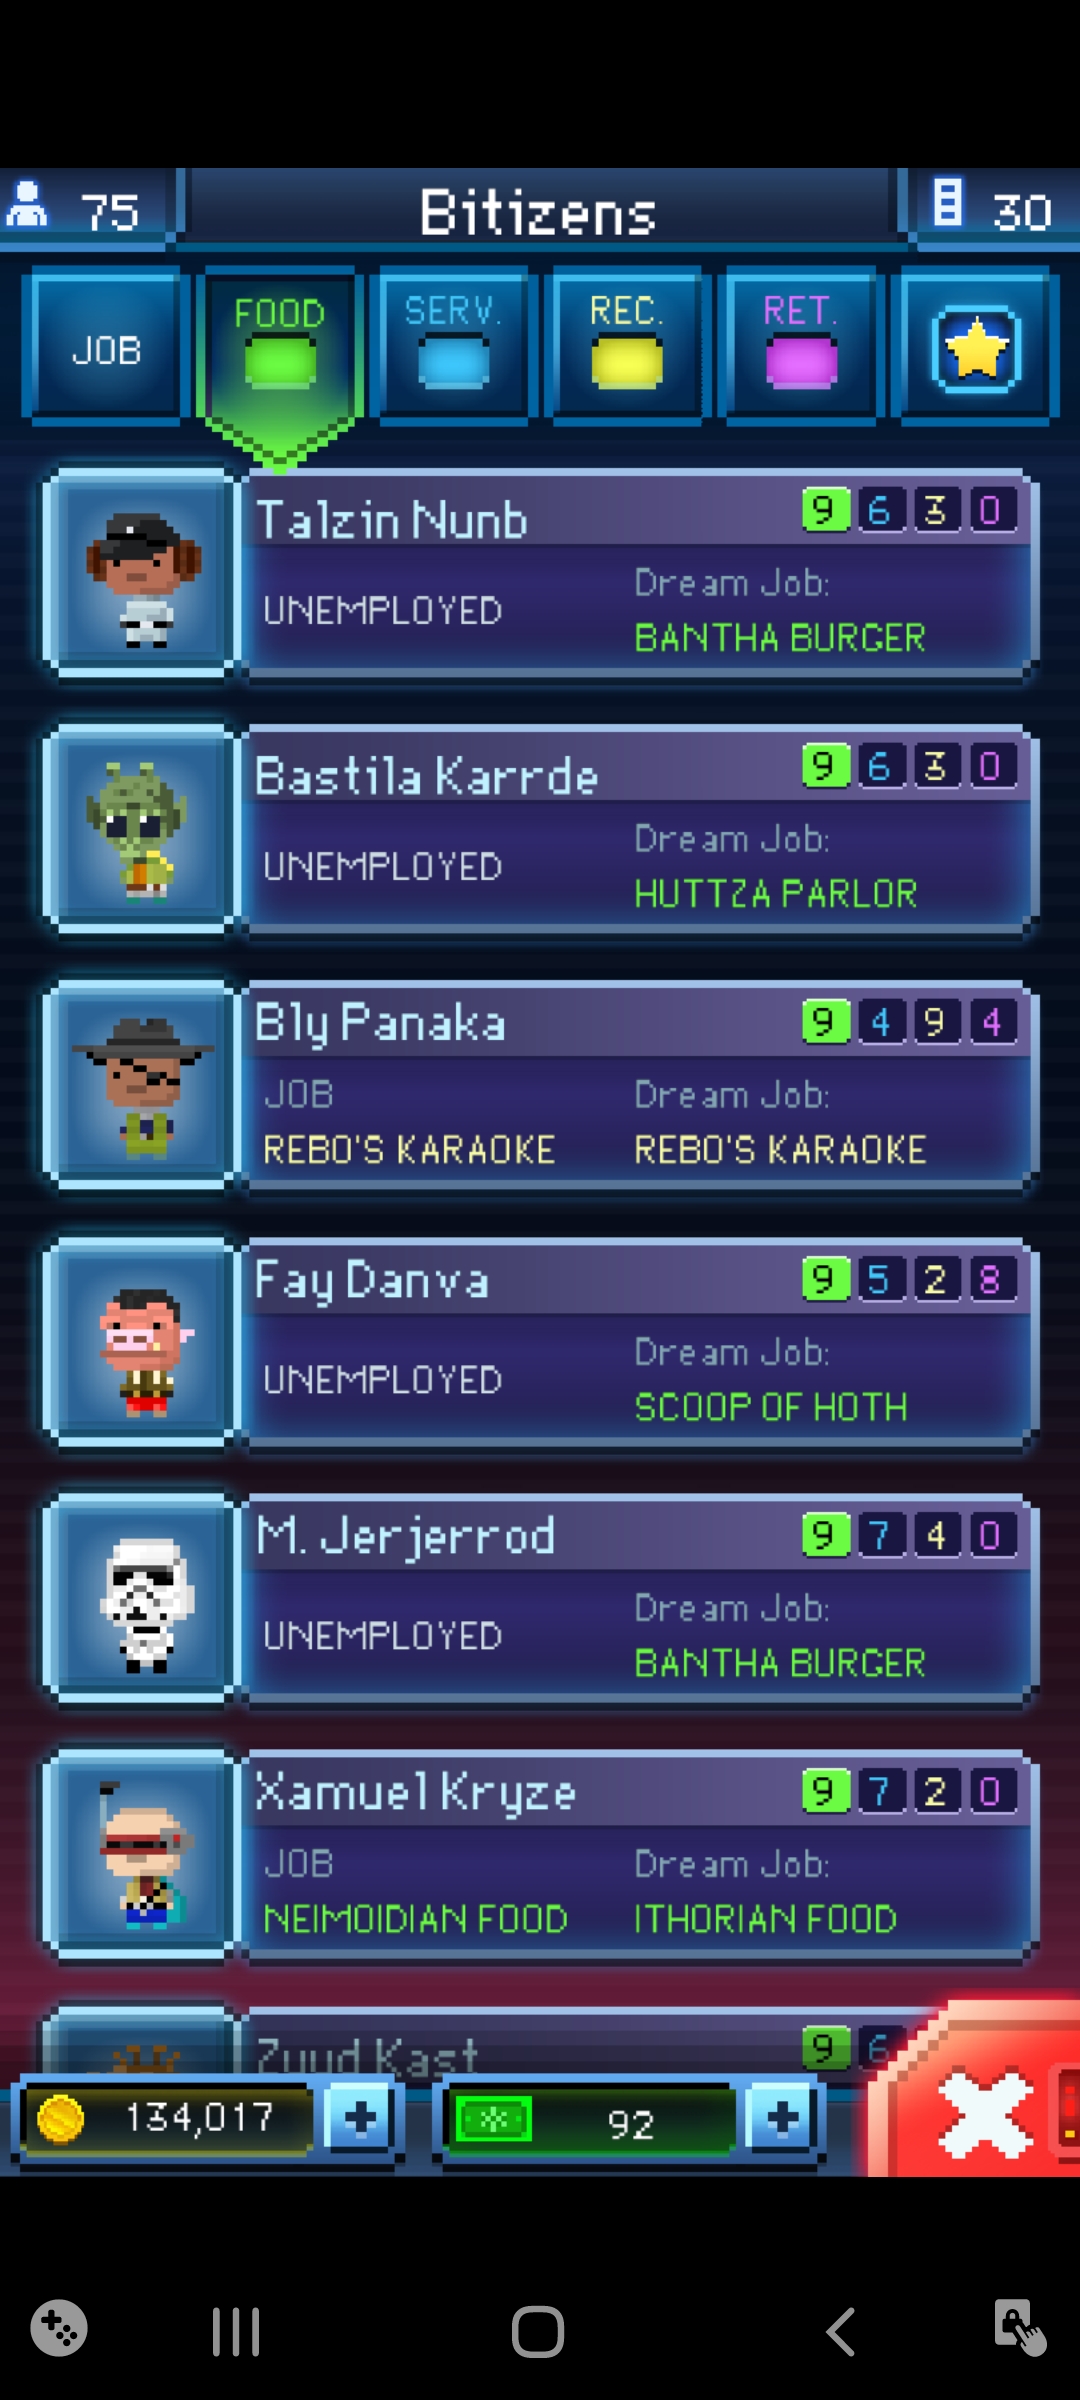 75 Bitizens 30
JOB FOOD SERV. REC. RET.
Talzin Nunb 9 6 3 0
UNEMPLOYED
Dream Job:
BANTHA BURGER
Bastila Karrde 9 6 3 0
UNEMPLOYED
Dream Job:
HUTTZA PARLOR
Bly Panaka 9 4 9 4
JOB Dream Job:
REBO'S KARAOKE REBO'S KARAOKE
Fay Danva 9 5 2 8
UNEMPLOYED
Dream Job:
SCOOP OF HOTH
M. Jerjerrod 9 7 4 0
UNEMPLOYED
Dream Job:
BANTHA BURGER
Xamuel Kryze 9 7 2 0
JOB Dream Job:
NEIMOIDIAN FOOD ITHORIAN FOOD
Zuud Kast 9 6
134,017 92